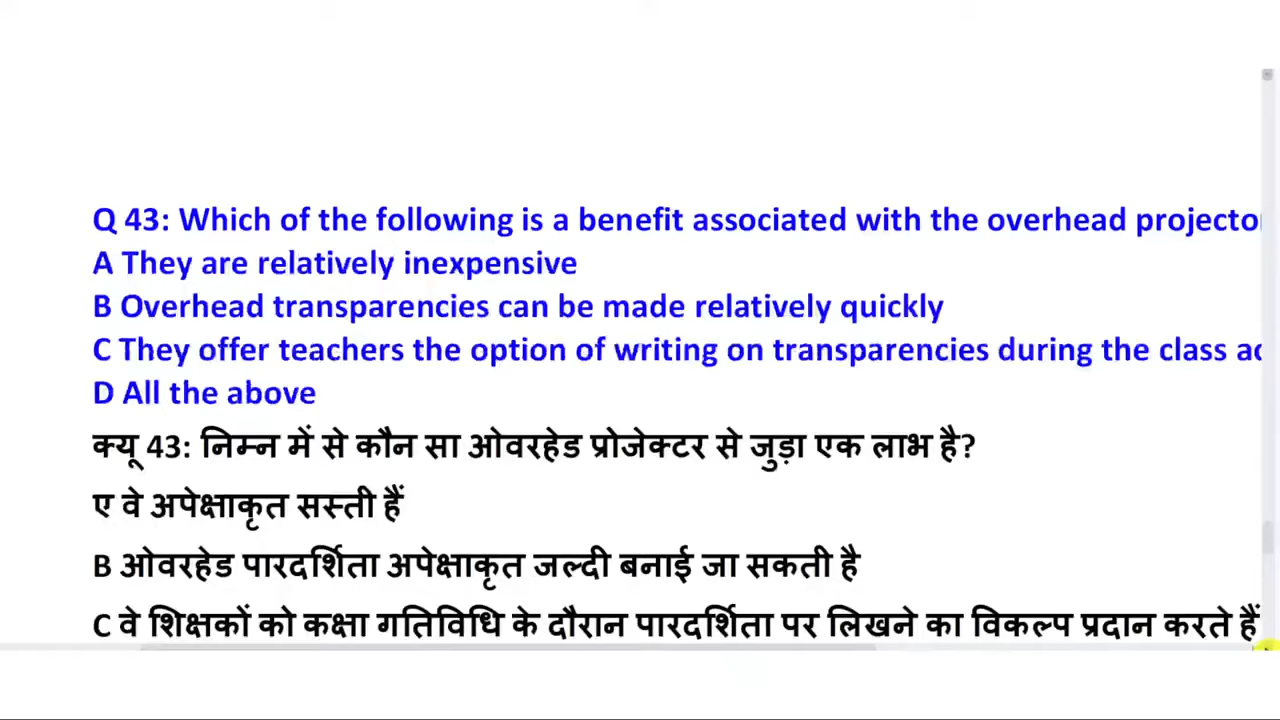 Q 43: Which of the following is a benefit associated with the overhead projecto
A They are relatively inexpensive
B Overhead transparencies can be made relatively quickly
C They offer teachers the option of writing on transparencies during the class ac
D All the above
क्यू 43: निम्न में से कौन सा ओवरहेड प्रोजेक्टर से जुड़ा एक लाभ है?
ए वे अपेक्षाकृत सस्ती हैं
B ओवरहेड पारदर्शिता अपेक्षाकृत जल्दी बनाई जा सकती है
C वे शिक्षकों को कक्षा गतिविधि के दौरान पारदर्शिता पर लिखने का विकल्प प्रदान करते हैं